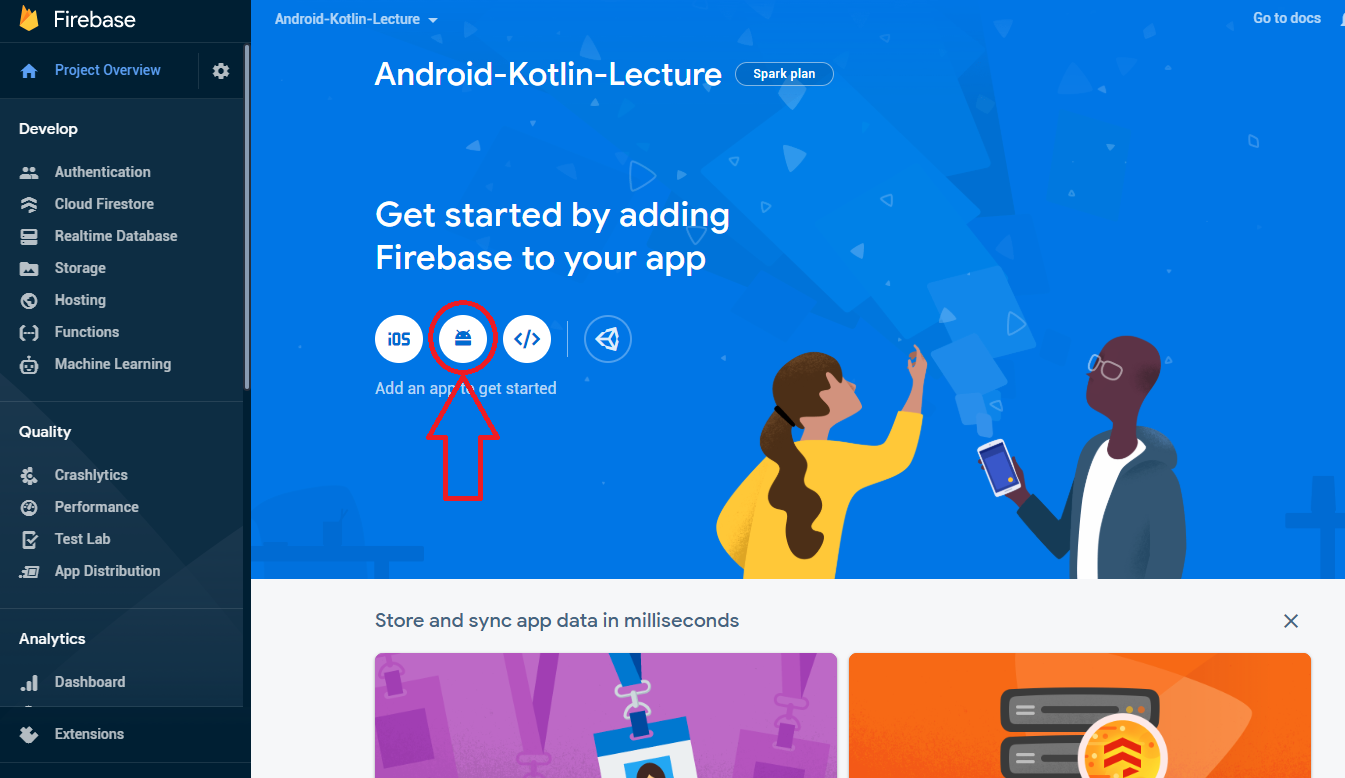 Firebase
Android-Kotlin-Lecture
Go to docs
Project Overview
Android-Kotlin-Lecture
Spark plan
Develop
Authentication
Cloud Firestore
Realtime Database
Storage
Hosting
Functions
Machine Learning
Get started by adding
Firebase to your app
iOS
Add an app to get started
Quality
Crashlytics
Performance
Test Lab
App Distribution
Analytics
Dashboard
Extensions
Store and sync app data in milliseconds